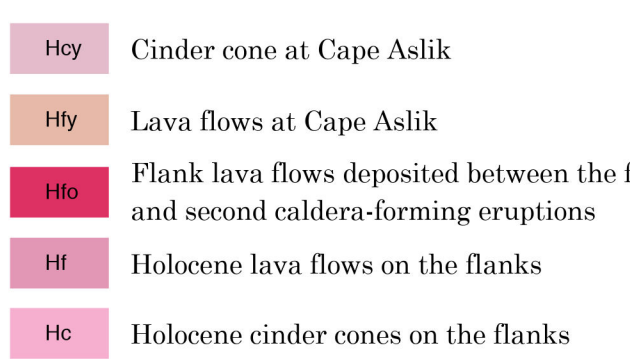 Hcy Cinder cone at Cape Aslik
Hfy Lava flows at Cape Aslik
Flank lava flows deposited between the
Hfo
and second caldera-forming eruptions
Hf Holocene lava flows on the flanks
Hc Holocene cinder cones on the flanks